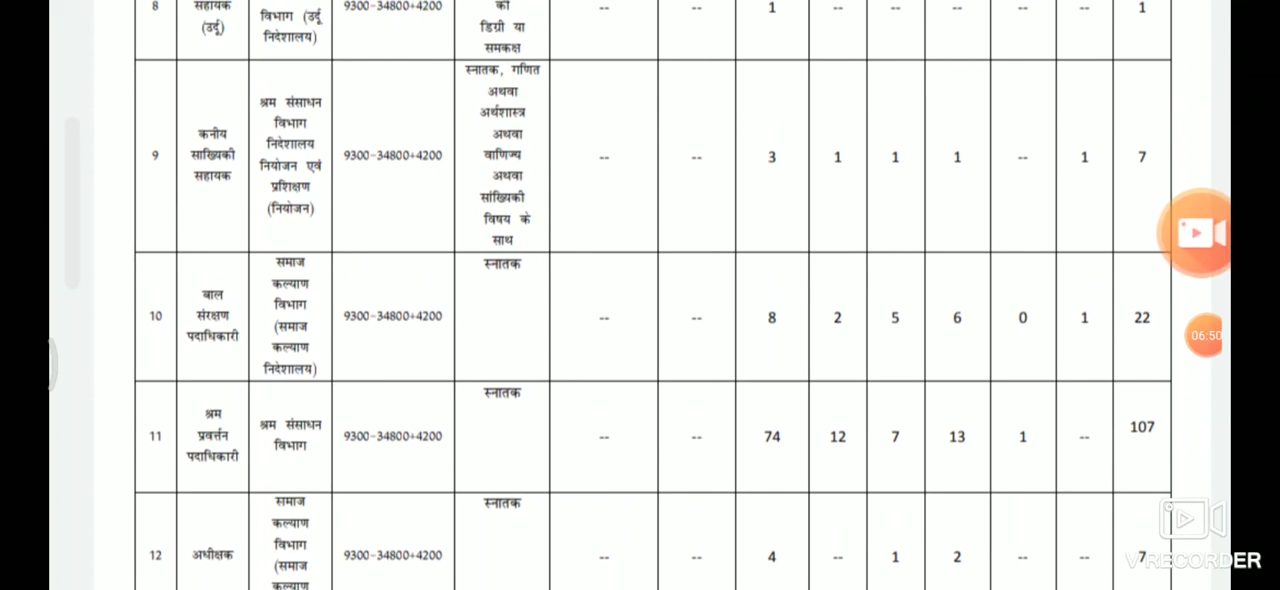 8 सहायक (उर्दू) विभाग (उर्दू निदेशालय) 9300-34800+4200 की डिग्री या समकक्ष -- -- 1 -- -- -- -- -- 1
9 कनीय साख्यिकी सहायक श्रम संसाधन विभाग निदेशालय नियोजन एवं प्रशिक्षण (नियोजन) 9300-34800+4200 स्नातक, गणित अथवा अर्थशास्त्र अथवा वाणिज्य अथवा सांख्यिकी विषय के साथ -- -- 3 1 1 1 -- 1 7
10 बाल संरक्षण पदाधिकारी समाज कल्याण विभाग (समाज कल्याण निदेशालय) 9300-34800+4200 स्नातक -- -- 8 2 5 6 0 1 22
11 श्रम प्रवर्त्तन पदाधिकारी श्रम संसाधन विभाग 9300-34800+4200 स्नातक -- -- 74 12 7 13 1 -- 107
12 अधीक्षक समाज कल्याण विभाग (समाज कल्याण 9300-34800+4200 स्नातक -- -- 4 -- 1 2 -- -- 7
06:50
VRECORDER